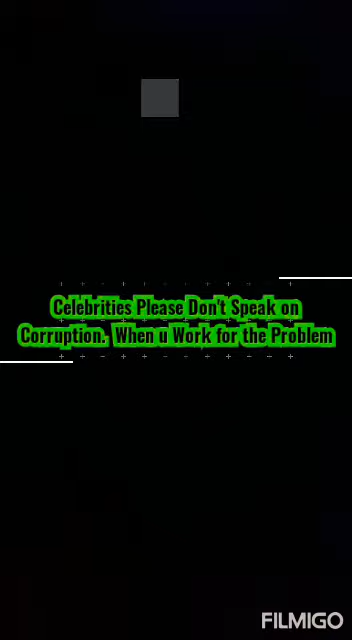 Celebrities Please Don't Speak on
Corruption.  When u Work for the Problem
FILMIGO